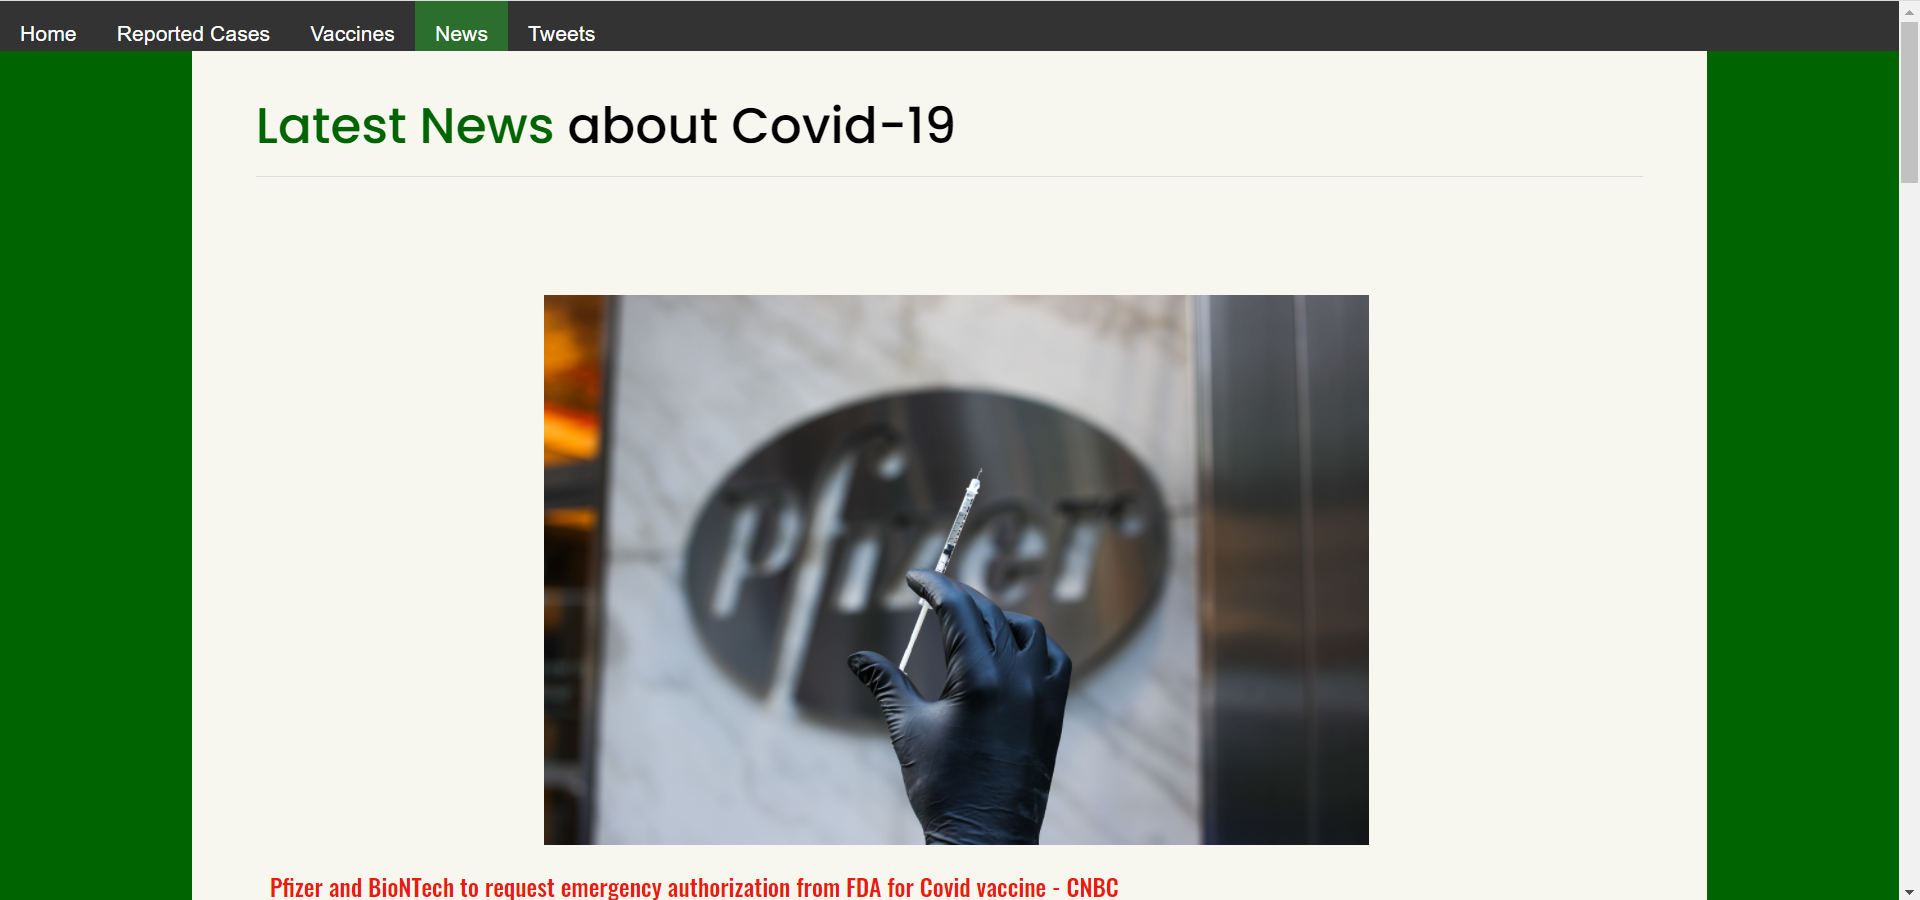 Home Reported Cases Vaccines News Tweets
Latest News about Covid-19
Pfizer
Pfizer and BioNTech to request emergency authorization from FDA for Covid vaccine - CNBC